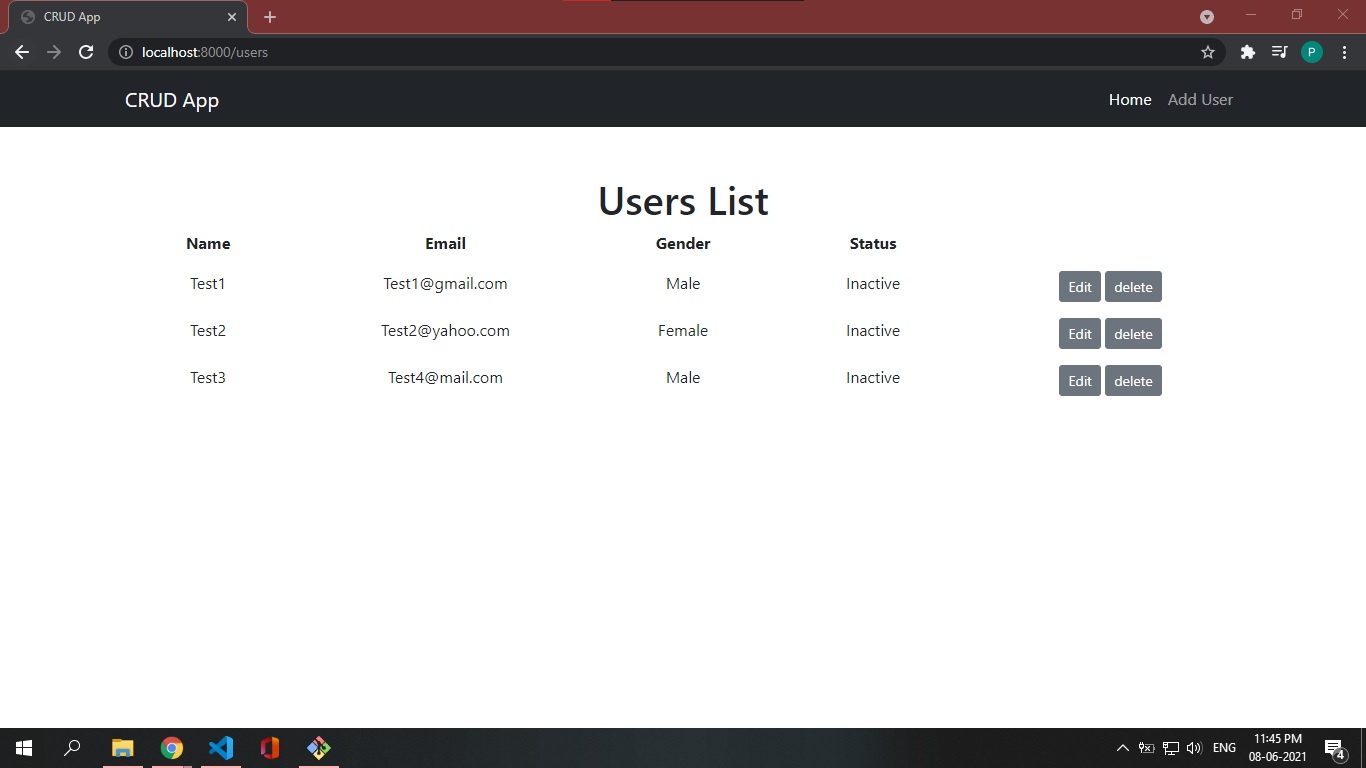 CRUD App
localhost:8000/users
P
CRUD App Home Add User
Users List
Name Email Gender Status
Test1 Test1@gmail.com Male Inactive Edit delete
Test2 Test2@yahoo.com Female Inactive Edit delete
Test3 Test4@mail.com Male Inactive Edit delete
ENG
11:45 PM
08-06-2021
4